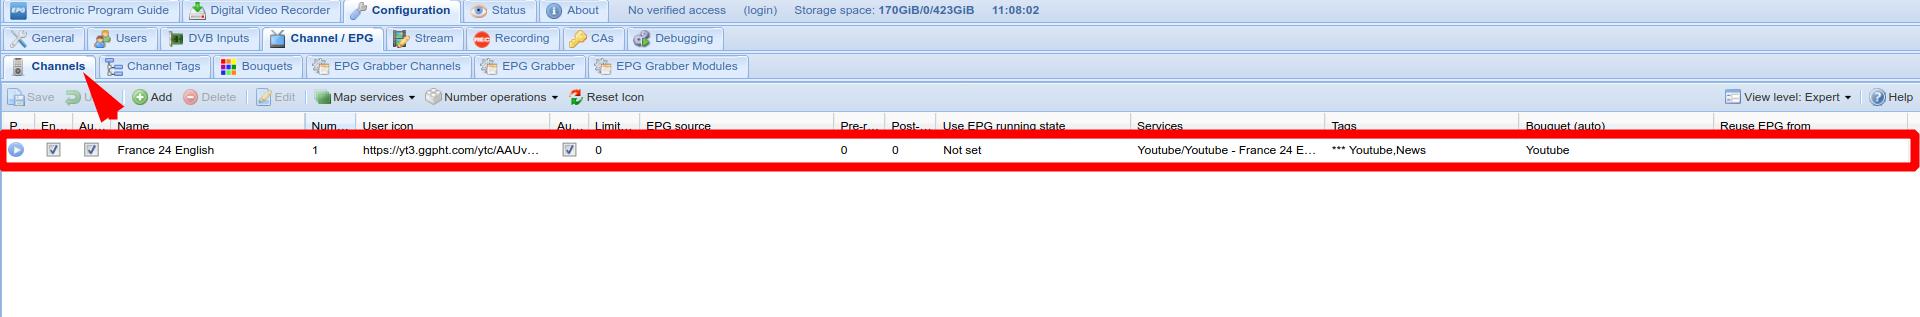 EPG Electronic Program Guide Digital Video Recorder Configuration Status About No verified access (login) Storage space: 170GiB/0/423GiB 11:08:02
General Users DVB Inputs Channel / EPG Stream REC Recording CAs Debugging
Channels Channel Tags Bouquets EPG Grabber Channels EPG Grabber EPG Grabber Modules
Save Add Delete Edit Map services Number operations Reset Icon View level: Expert Help
P... En... Au... Name Num... User icon Au... Limit... EPG source Pre-r... Post-... Use EPG running state Services Tags Bouquet (auto) Reuse EPG from
France 24 English 1 https://yt3.ggpht.com/ytc/AAUv... 0 0 0 Not set Youtube/Youtube - France 24 E... *** Youtube,News Youtube